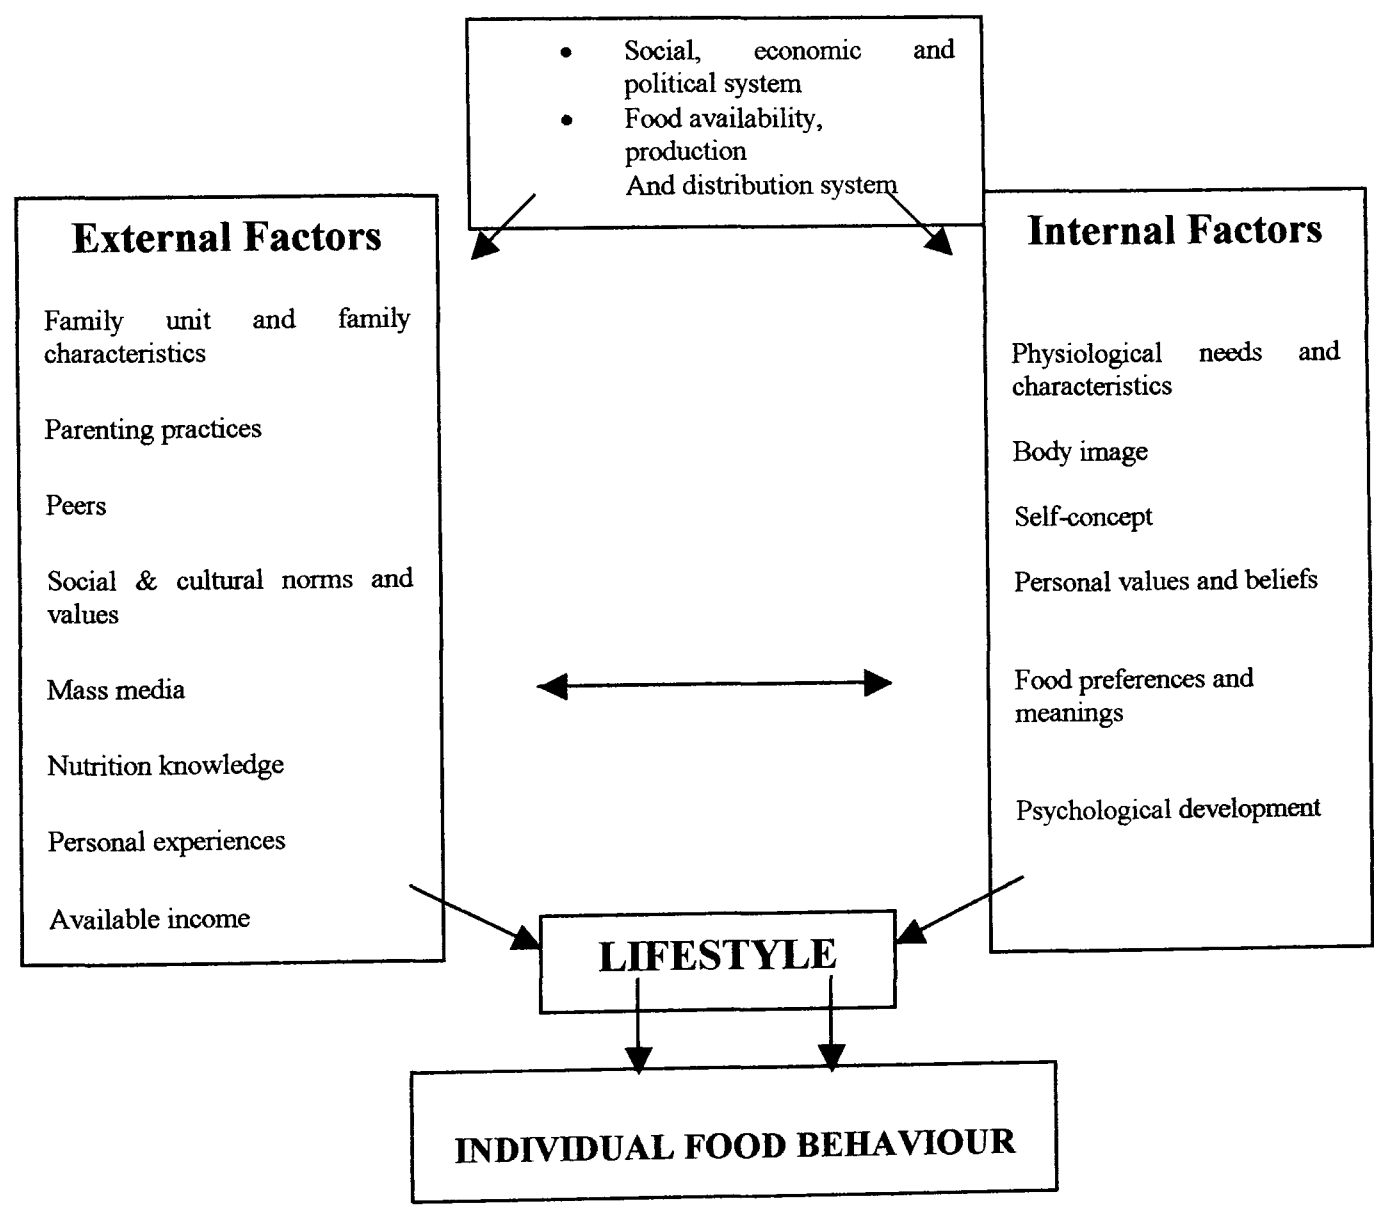 • Social, economic and
political system
• Food availability,
production
And distribution system
External Factors
Family unit and family
characteristics
Parenting practices
Peers
Social & cultural norms and
values
Mass media
Nutrition knowledge
Personal experiences
Available income
Internal Factors
Physiological needs and
characteristics
Body image
Self-concept
Personal values and beliefs
Food preferences and
meanings
Psychological development
LIFESTYLE
INDIVIDUAL FOOD BEHAVIOUR